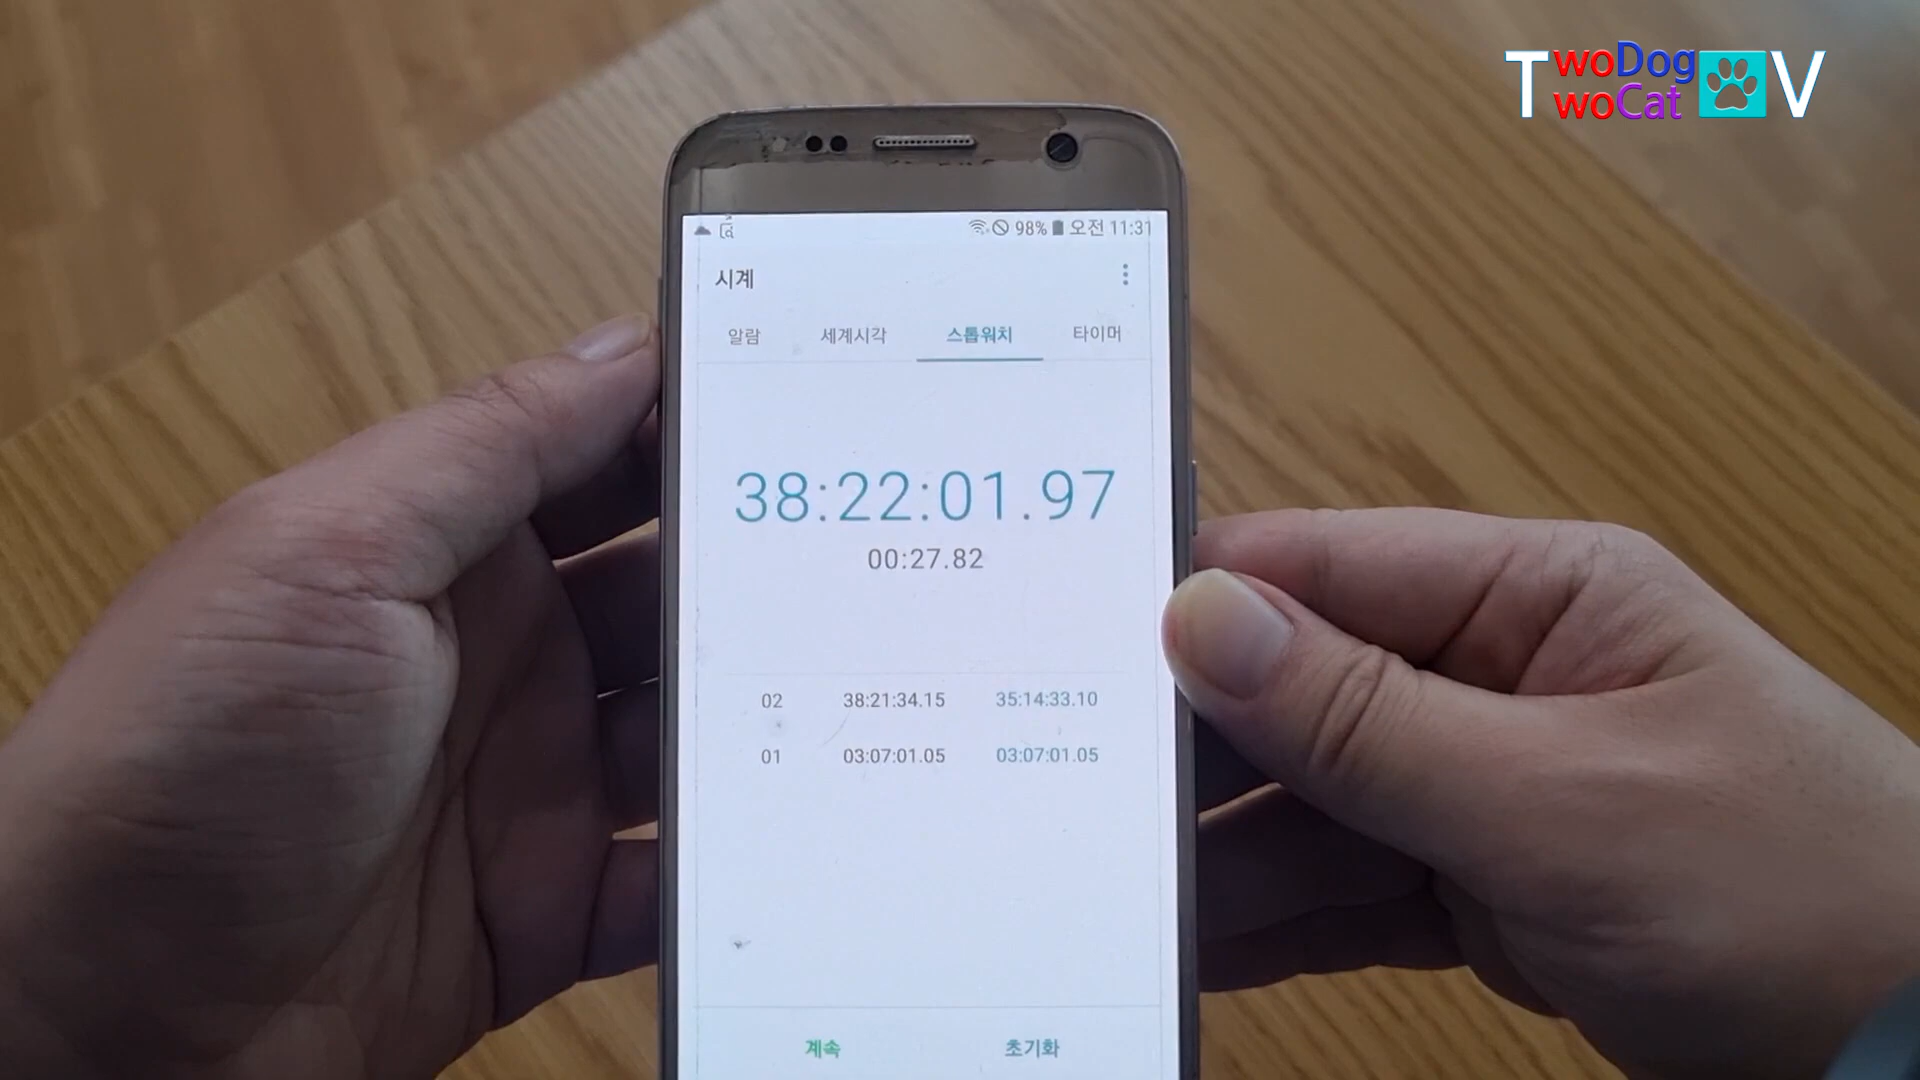 TwoDog V
TwoCat
98% 오전 11:31
시계
알람 세계시각 스톱워치 타이머
38:22:01.97
00:27.82
02 38:21:34.15 35:14:33.10
01 03:07:01.05 03:07:01.05
계속 초기화